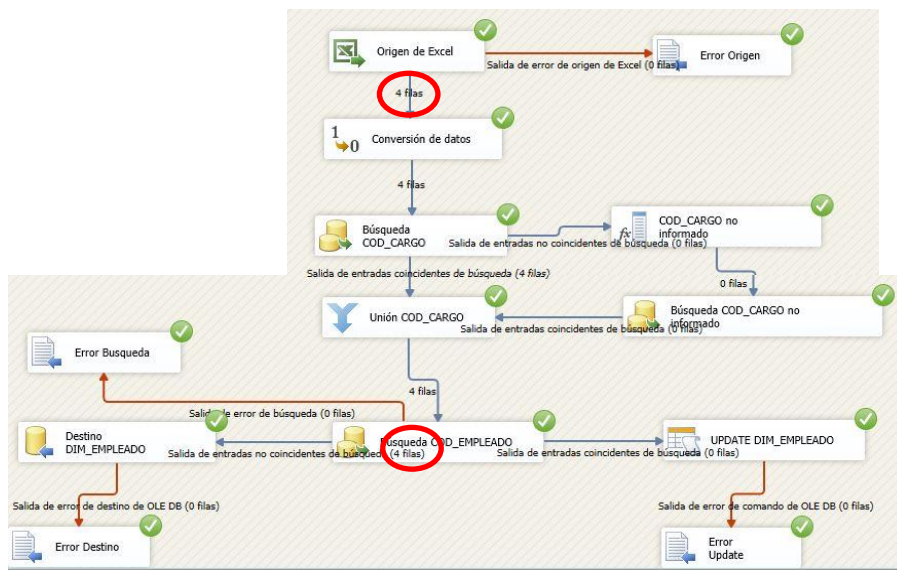 Origen de Excel
Salida de error de origen de Excel (0 filas)
Error Origen
4 filas
1
0
Conversión de datos
4 filas
Búsqueda
COD_CARGO
Salida de entradas no coincidentes de búsqueda (0 filas)
fx
COD_CARGO no
informado
Salida de entradas coincidentes de búsqueda (4 filas)
0 filas
Unión COD_CARGO
Salida de entradas coincidentes de búsqueda (0 filas)
Búsqueda COD_CARGO no
informado
Error Busqueda
4 filas
Salida de error de búsqueda (0 filas)
Destino
DIM_EMPLEADO
Salida de entradas no coincidentes de búsqueda (4 filas)
Búsqueda COD_EMPLEADO
Salida de entradas coincidentes de búsqueda (0 filas)
UPDATE DIM_EMPLEADO
Salida de error de destino de OLE DB (0 filas)
Salida de error de comando de OLE DB (0 filas)
Error Destino
Error
Update